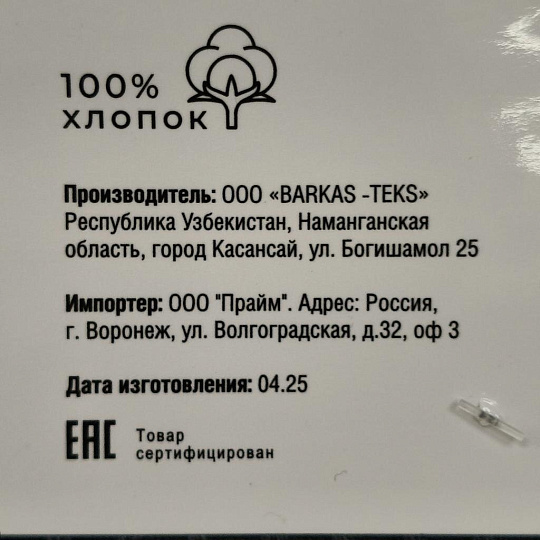 100%
ХЛОПОК
Производитель: ООО «BARKAS -TEKS»
Республика Узбекистан, Наманганская
область, город Касансай, ул. Богишамол 25
Импортер: ООО "Прайм". Адрес: Россия,
г. Воронеж, ул. Волгоградская, д.32, оф 3
Дата изготовления: 04.25
ЕАС Товар
сертифицирован